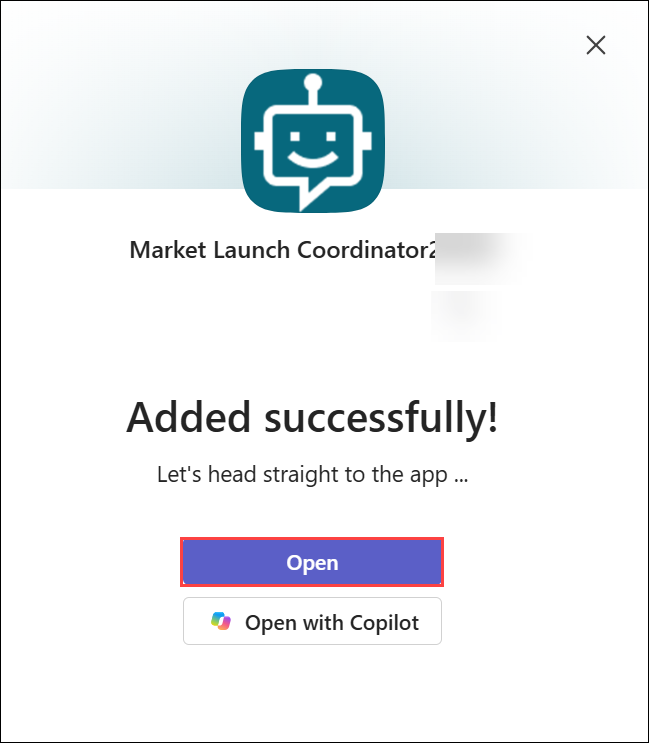 Market Launch Coordinator2
Added successfully!
Let's head straight to the app ...
Open
Open with Copilot